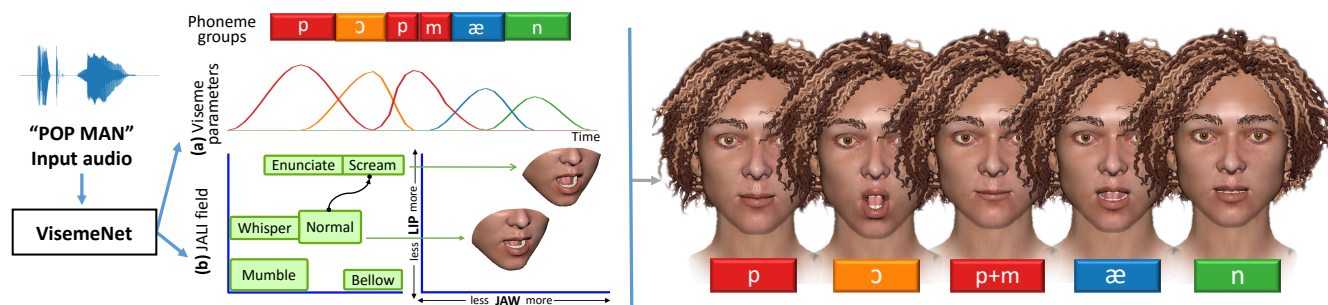 Phoneme
groups
p ɔ p m æ n
"POP MAN"
Input audio
VisemeNet
(a) Viseme
parameters
Time
(b) JALI field
Enunciate Scream
Whisper Normal
Mumble Bellow
less LIP more
less JAW more
p ɔ p+m æ n